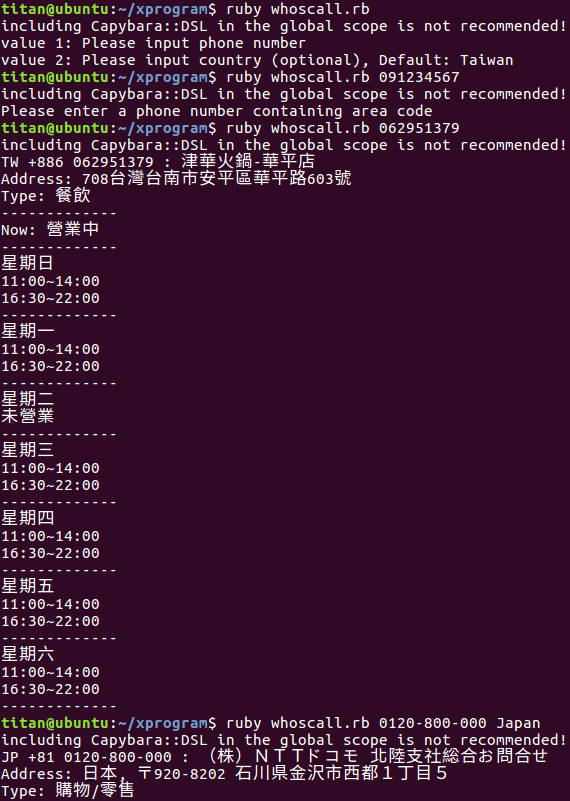 titan@ubuntu:~/xprogram$ ruby whoscall.rb
including Capybara::DSL in the global scope is not recommended!
value 1: Please input phone number
value 2: Please input country (optional), Default: Taiwan
titan@ubuntu:~/xprogram$ ruby whoscall.rb 091234567
including Capybara::DSL in the global scope is not recommended!
Please enter a phone number containing area code
titan@ubuntu:~/xprogram$ ruby whoscall.rb 062951379
including Capybara::DSL in the global scope is not recommended!
TW +886 062951379 : 津華火鍋-華平店
Address: 708台灣台南市安平區華平路603號
Type: 餐飲
-------------
Now: 營業中
-------------
星期日
11:00~14:00
16:30~22:00
-------------
星期一
11:00~14:00
16:30~22:00
-------------
星期二
未營業
-------------
星期三
11:00~14:00
16:30~22:00
-------------
星期四
11:00~14:00
16:30~22:00
-------------
星期五
11:00~14:00
16:30~22:00
-------------
星期六
11:00~14:00
16:30~22:00
-------------
titan@ubuntu:~/xprogram$ ruby whoscall.rb 0120-800-000 Japan
including Capybara::DSL in the global scope is not recommended!
JP +81 0120-800-000 : （株）ＮＴＴドコモ 北陸支社総合お問合せ
Address: 日本, 〒920-8202 石川県金沢市西都１丁目５
Type: 購物/零售